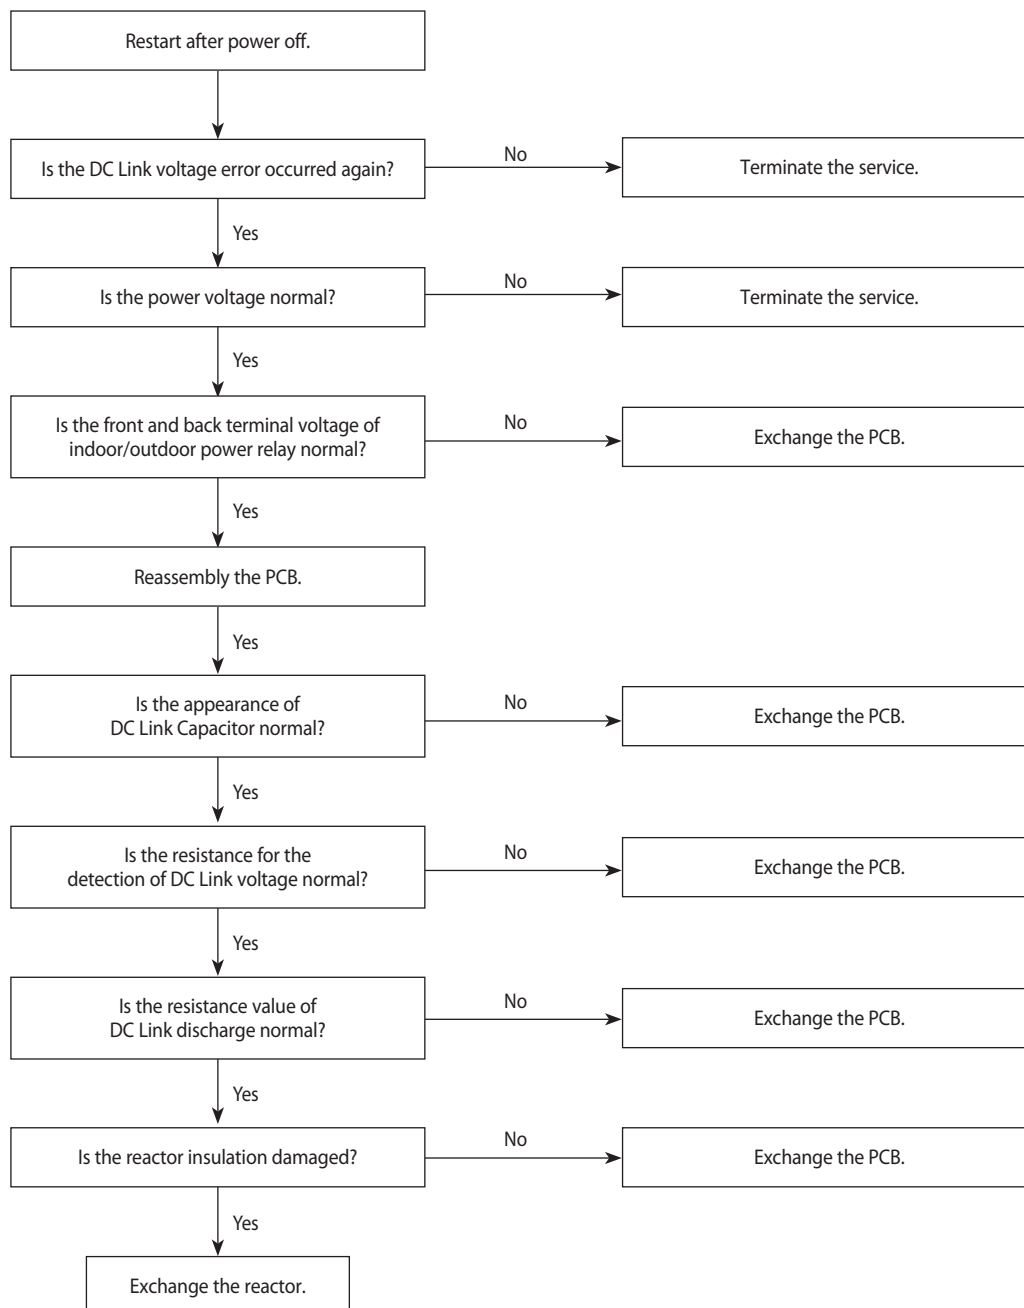 Restart after power off.
Is the DC Link voltage error occurred again?
No
Terminate the service.
Yes
Is the power voltage normal?
No
Terminate the service.
Yes
Is the front and back terminal voltage of
indoor/outdoor power relay normal?
No
Exchange the PCB.
Yes
Reassembly the PCB.
Yes
Is the appearance of
DC Link Capacitor normal?
No
Exchange the PCB.
Yes
Is the resistance for the
detection of DC Link voltage normal?
No
Exchange the PCB.
Yes
Is the resistance value of
DC Link discharge normal?
No
Exchange the PCB.
Yes
Is the reactor insulation damaged?
No
Exchange the PCB.
Yes
Exchange the reactor.